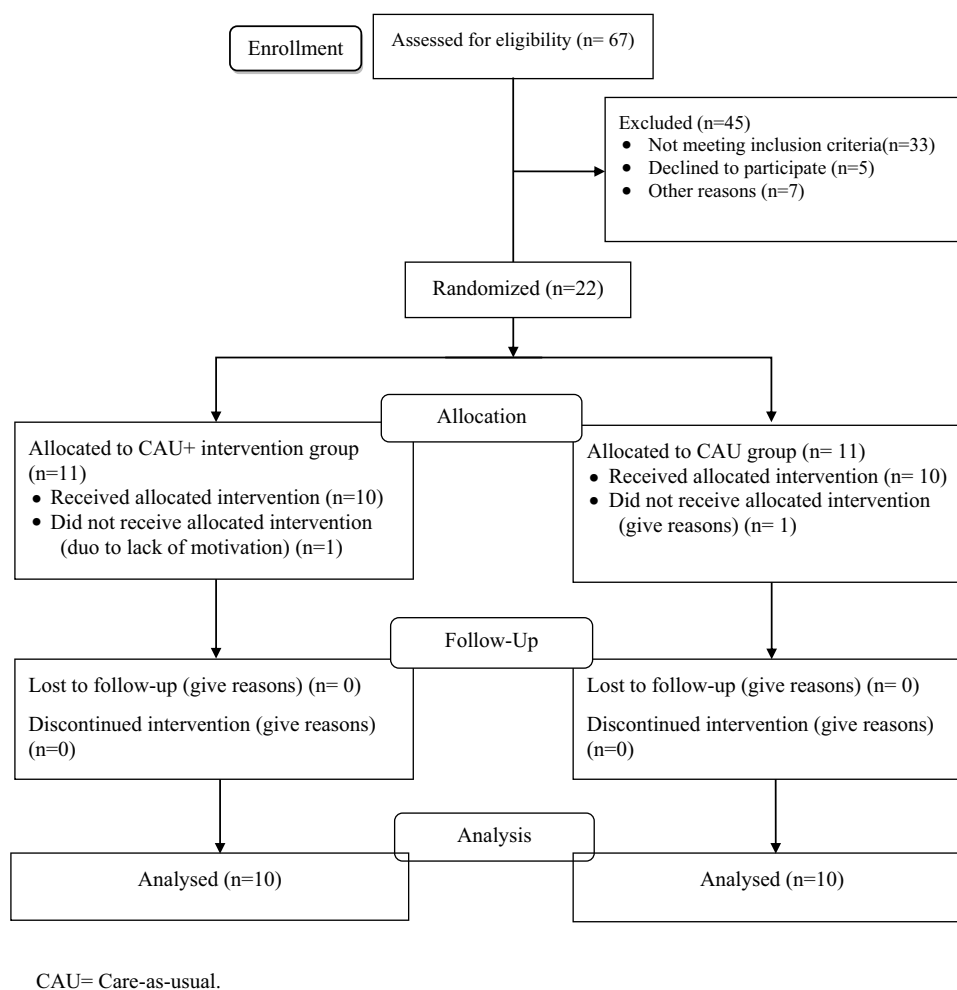 Enrollment
Assessed for eligibility (n= 67)
Excluded (n=45)
• Not meeting inclusion criteria(n=33)
• Declined to participate (n=5)
• Other reasons (n=7)
Randomized (n=22)
Allocation
Allocated to CAU+ intervention group
(n=11)
• Received allocated intervention (n=10)
• Did not receive allocated intervention
(duo to lack of motivation) (n=1)
Allocated to CAU group (n= 11)
• Received allocated intervention (n= 10)
• Did not receive allocated intervention
(give reasons) (n= 1)
Follow-Up
Lost to follow-up (give reasons) (n= 0)
Discontinued intervention (give reasons)
(n=0)
Lost to follow-up (give reasons) (n= 0)
Discontinued intervention (give reasons)
(n=0)
Analysis
Analysed (n=10)
Analysed (n=10)
CAU= Care-as-usual.